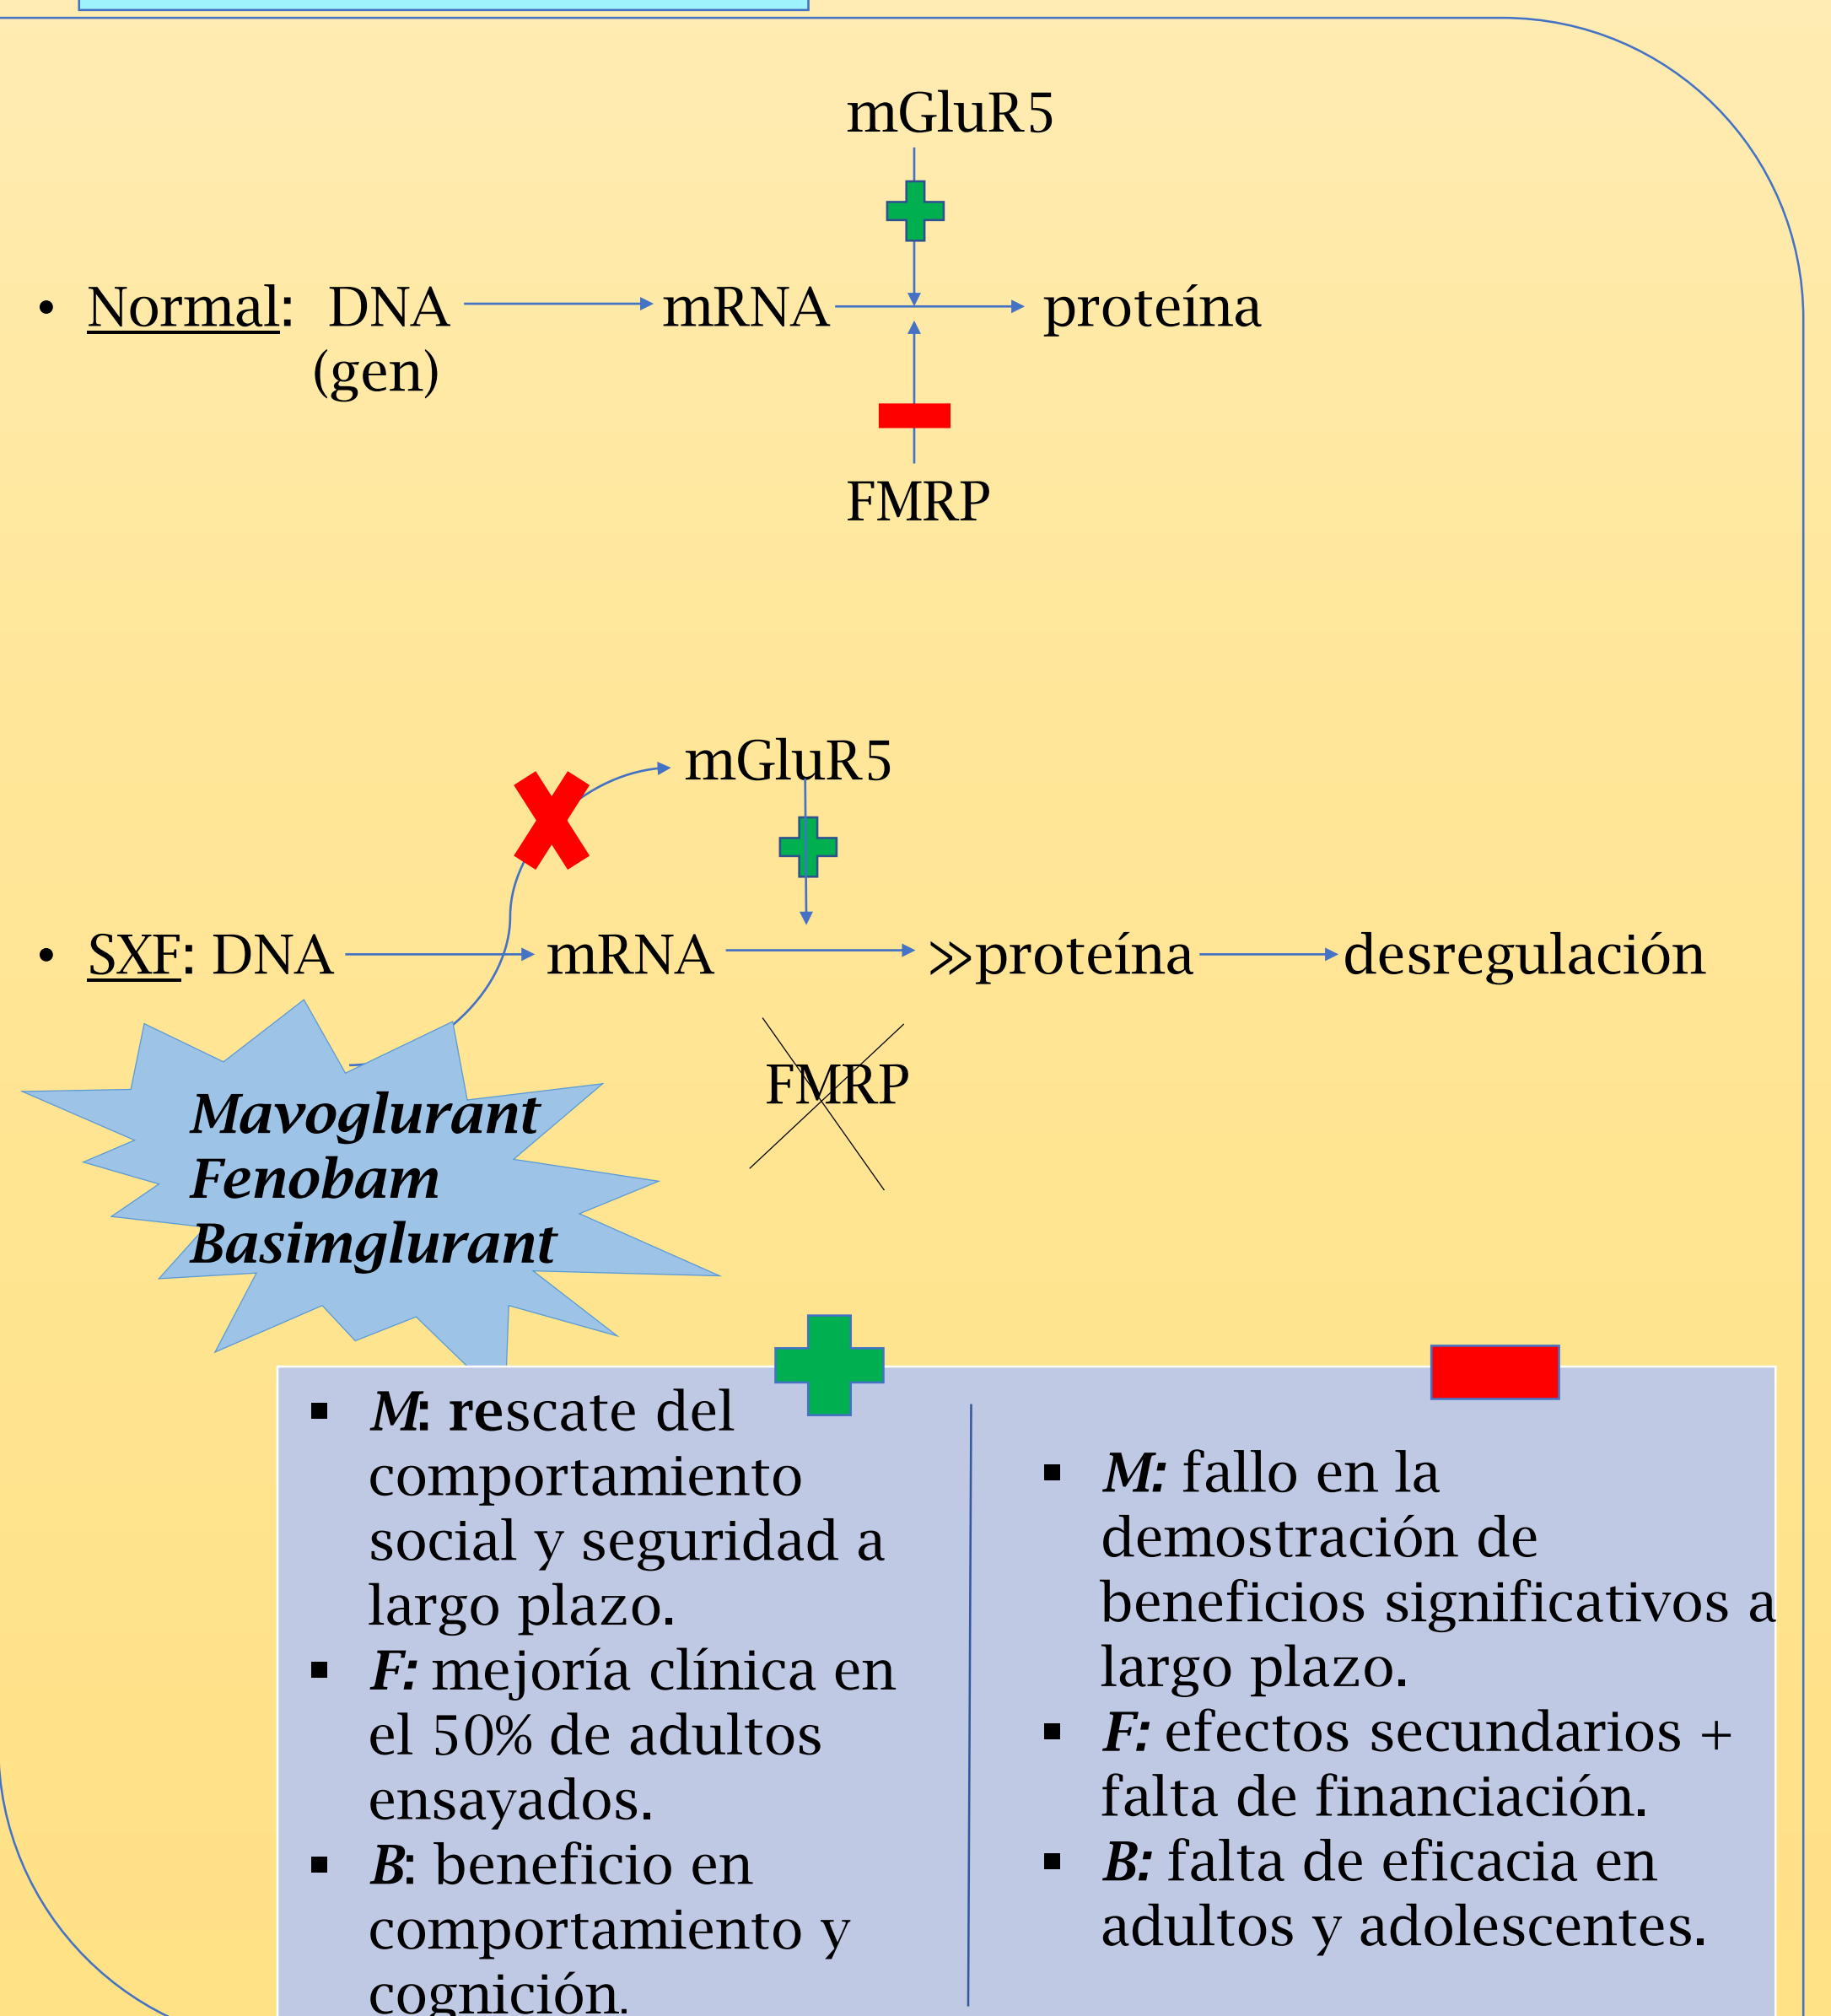 mGluR5
• Normal: DNA mRNA proteína
(gen)
FMRP
mGluR5
• SXF: DNA mRNA >>proteína desregulación
FMRP
Mavoglurant
Fenobam
Basimglurant
▪ M: rescate del
comportamiento
social y seguridad a
largo plazo.
▪ F: mejoría clínica en
el 50% de adultos
ensayados.
▪ B: beneficio en
comportamiento y
cognición.
▪ M: fallo en la
demostración de
beneficios significativos a
largo plazo.
▪ F: efectos secundarios +
falta de financiación.
▪ B: falta de eficacia en
adultos y adolescentes.